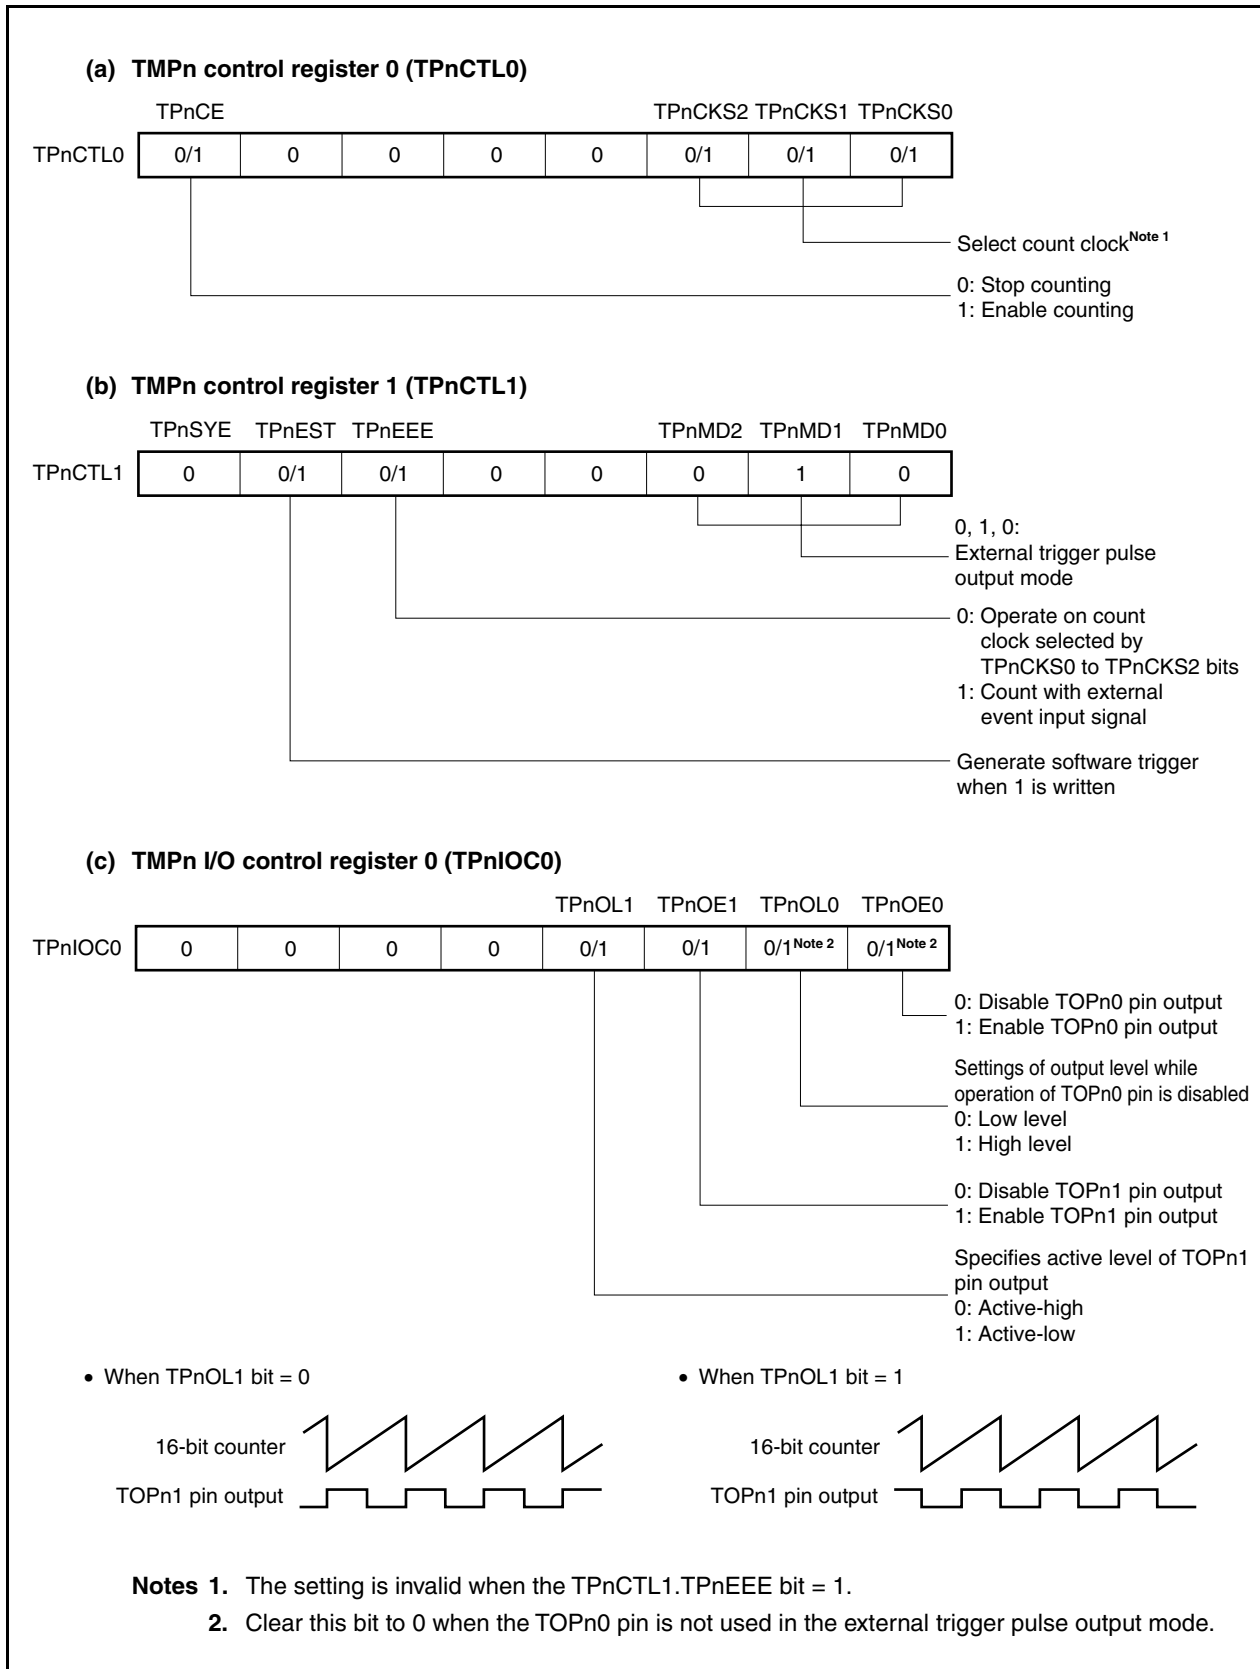 (a) TMPn control register 0 (TPnCTL0)
TPnCE TPnCKS2 TPnCKS1 TPnCKS0
TPnCTL0 0/1 0 0 0 0 0/1 0/1 0/1
Select count clockNote 1
0: Stop counting
1: Enable counting
(b) TMPn control register 1 (TPnCTL1)
TPnSYE TPnEST TPnEEE TPnMD2 TPnMD1 TPnMD0
TPnCTL1 0 0/1 0/1 0 0 0 1 0
0, 1, 0:
External trigger pulse
output mode
0: Operate on count
clock selected by
TPnCKS0 to TPnCKS2 bits
1: Count with external
event input signal
Generate software trigger
when 1 is written
(c) TMPn I/O control register 0 (TPnIOC0)
TPnOL1 TPnOE1 TPnOL0 TPnOE0
TPnIOC0 0 0 0 0 0/1 0/1 0/1Note 2 0/1Note 2
0: Disable TOPn0 pin output
1: Enable TOPn0 pin output
Settings of output level while
operation of TOPn0 pin is disabled
0: Low level
1: High level
0: Disable TOPn1 pin output
1: Enable TOPn1 pin output
Specifies active level of TOPn1
pin output
0: Active-high
1: Active-low
• When TPnOL1 bit = 0
16-bit counter
TOPn1 pin output
• When TPnOL1 bit = 1
16-bit counter
TOPn1 pin output
Notes 1. The setting is invalid when the TPnCTL1.TPnEEE bit = 1.
2. Clear this bit to 0 when the TOPn0 pin is not used in the external trigger pulse output mode.